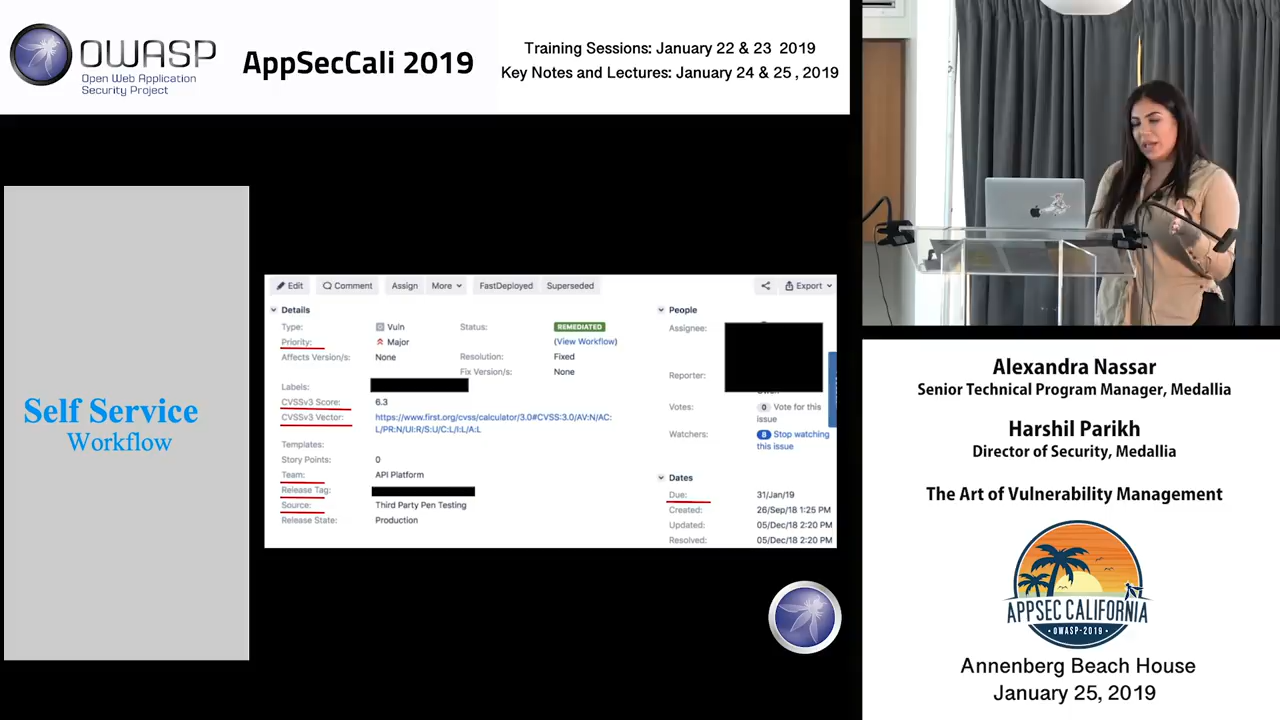 OWASP
Open Web Application
Security Project
AppSecCali 2019
Training Sessions: January 22 & 23 2019
Key Notes and Lectures: January 24 & 25 , 2019
Self Service
Workflow
Edit Comment Assign More FastDeployed Superseded Export
Details
Type: Vuln Status: REMEDIATED
Priority: Major (View Workflow)
Affects Version/s: None Resolution: Fixed
Fix Version/s: None
Labels:
CVSSv3 Score: 6.3
CVSSv3 Vector: https://www.first.org/cvss/calculator/3.0#CVSS:3.0/AV:N/AC:
L/PR:N/UI:R/S:U/C:L/I:L/A:L
Templates:
Story Points: 0
Team: API Platform
Release Tag:
Source: Third Party Pen Testing
Release State: Production
People
Assignee:
Reporter:
Votes: 0 Vote for this
issue
Watchers: 8 Stop watching
this issue
Dates
Due: 31/Jan/19
Created: 26/Sep/18 1:25 PM
Updated: 05/Dec/18 2:20 PM
Resolved: 05/Dec/18 2:20 PM
Alexandra Nassar
Senior Technical Program Manager, Medallia
Harshil Parikh
Director of Security, Medallia
The Art of Vulnerability Management
APPSEC CALIFORNIA
OWASP-2019
Annenberg Beach House
January 25, 2019